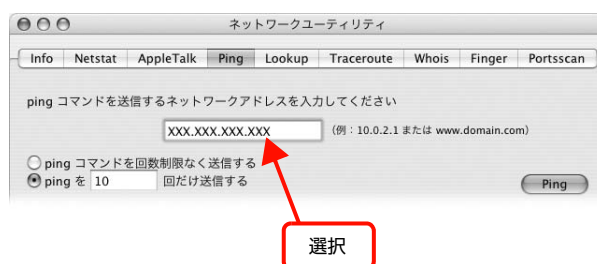 ネットワークユーティリティ
Info Netstat AppleTalk Ping Lookup Traceroute Whois Finger Portsscan
ping コマンドを送信するネットワークアドレスを入力してください
XXX.XXX.XXX.XXX (例：10.0.2.1 または www.domain.com)
ping コマンドを回数制限なく送信する
ping を 10 回だけ送信する
Ping
選択